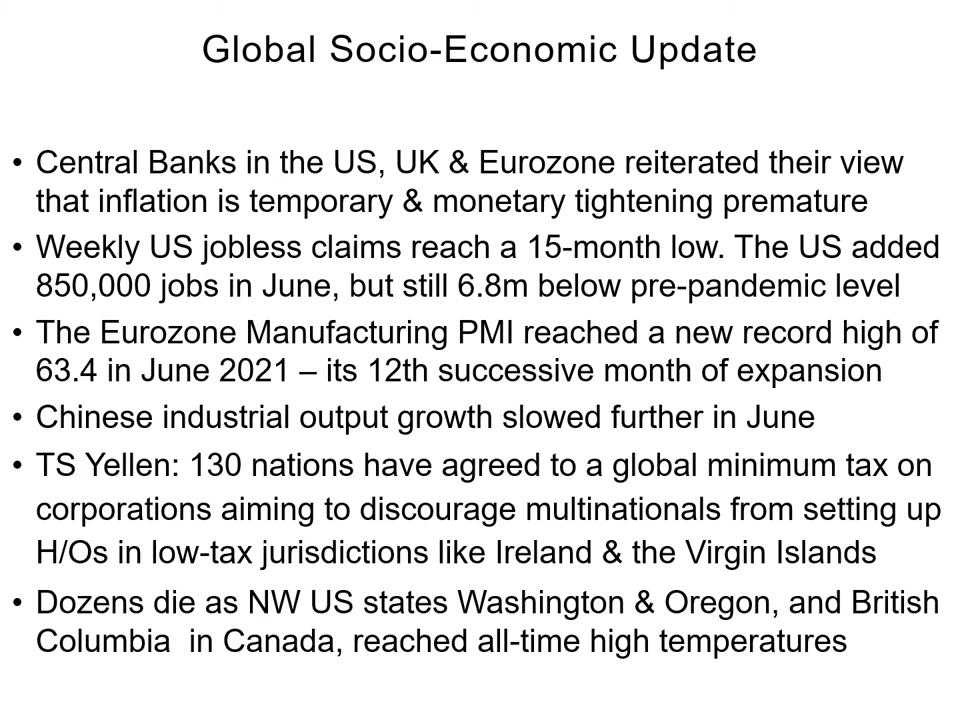 Global Socio-Economic Update
• Central Banks in the US, UK & Eurozone reiterated their view
that inflation is temporary & monetary tightening premature
• Weekly US jobless claims reach a 15-month low. The US added
850,000 jobs in June, but still 6.8m below pre-pandemic level
• The Eurozone Manufacturing PMI reached a new record high of
63.4 in June 2021 – its 12th successive month of expansion
• Chinese industrial output growth slowed further in June
• TS Yellen: 130 nations have agreed to a global minimum tax on
corporations aiming to discourage multinationals from setting up
H/Os in low-tax jurisdictions like Ireland & the Virgin Islands
• Dozens die as NW US states Washington & Oregon, and British
Columbia  in Canada, reached all-time high temperatures